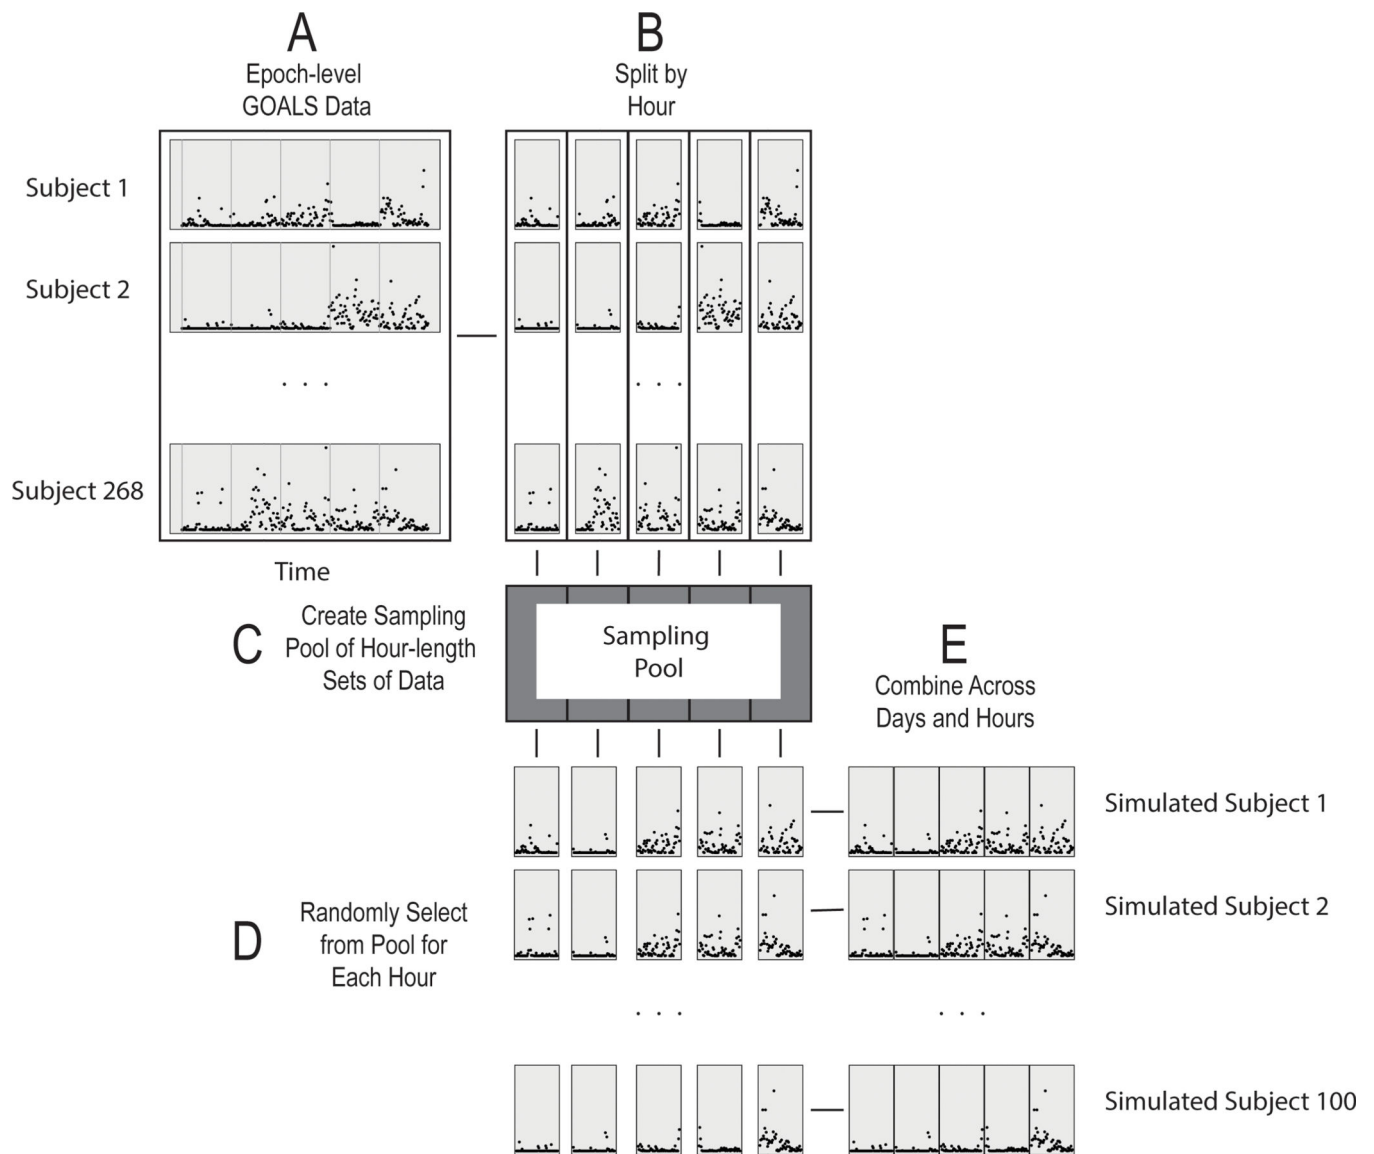 A
Epoch-level
GOALS Data
B
Split by
Hour
Subject 1
Subject 2
. . .
. . .
Subject 268
Time
C
Create Sampling
Pool of Hour-length
Sets of Data
Sampling
Pool
E
Combine Across
Days and Hours
Simulated Subject 1
D
Randomly Select
from Pool for
Each Hour
Simulated Subject 2
. . .
. . .
Simulated Subject 100